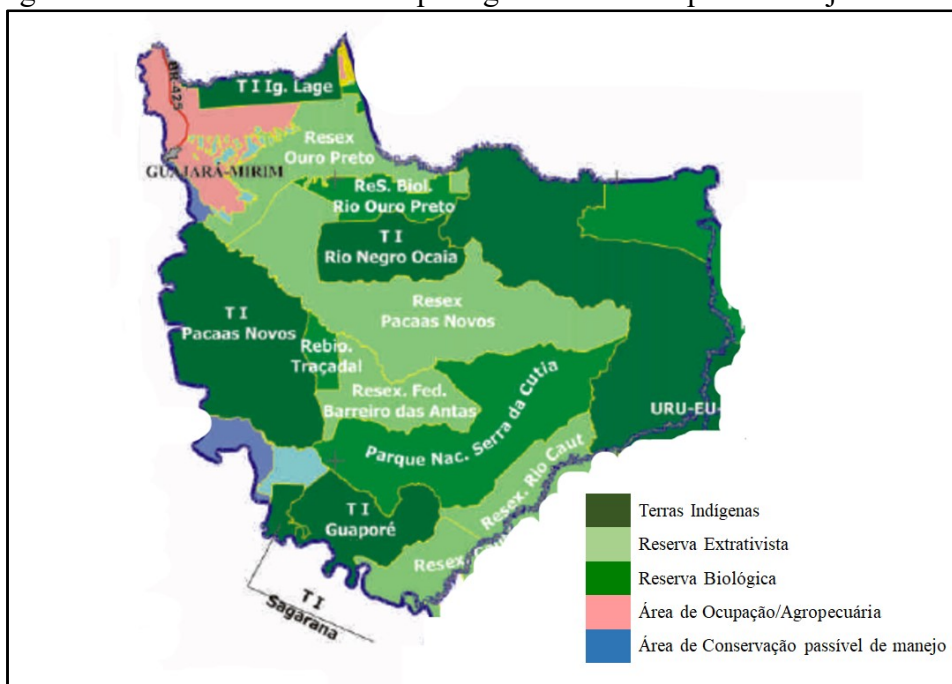 BR-425
T I Ig. Lage
Resex
Ouro Preto
GUAJARÁ-MIRIM
ReS. Biol.
Rio Ouro Preto
T I
Rio Negro Ocaia
T I
Pacaas Novos
Resex
Pacaas Novos
Rebio.
Traçadal
Resex. Fed.
Barreiro das Antas
Parque Nac. Serra da Cutia
URU-EU-
Resex. Rio Caut
T I
Guaporé
Resex.
T I
Sagarana
Terras Indígenas
Reserva Extrativista
Reserva Biológica
Área de Ocupação/Agropecuária
Área de Conservação passível de manejo